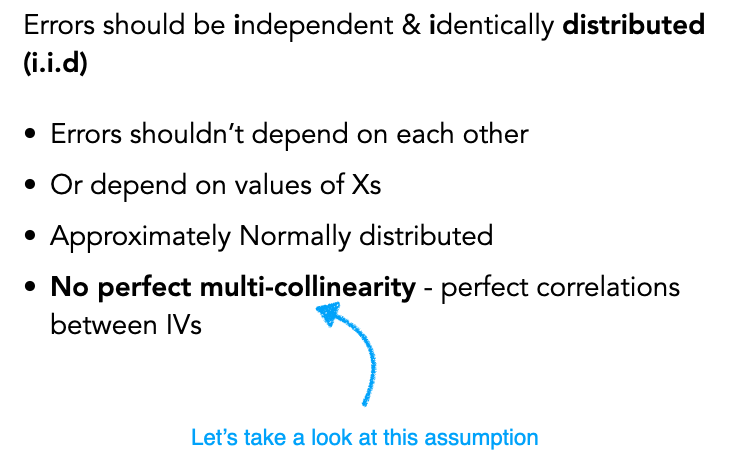 Errors should be independent & identically distributed
(i.i.d)
• Errors shouldn’t depend on each other
• Or depend on values of Xs
• Approximately Normally distributed
• No perfect multi-collinearity - perfect correlations
between IVs
Let’s take a look at this assumption